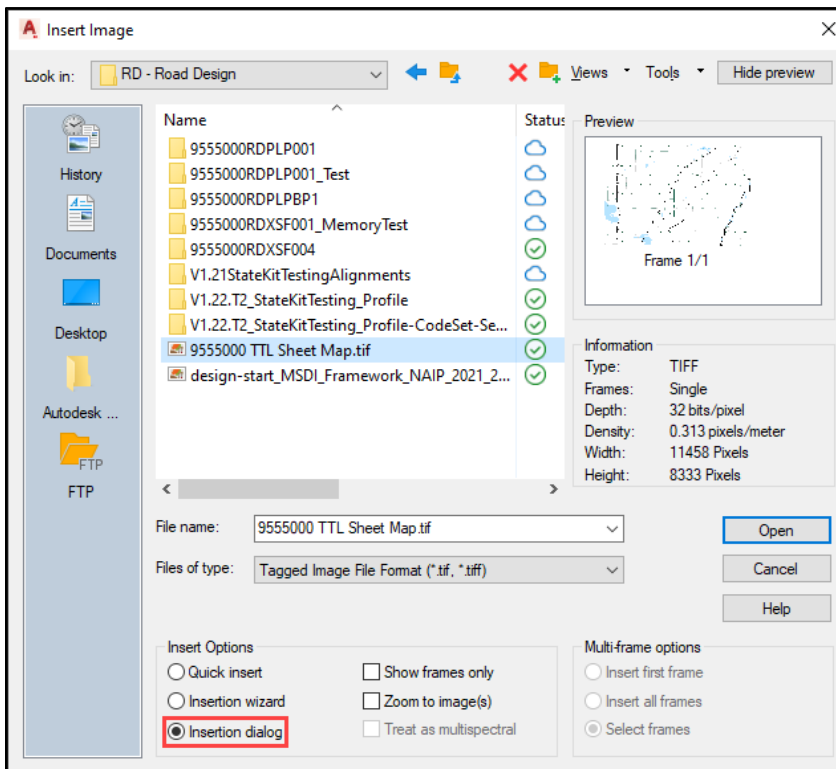 Insert Image
Look in: RD - Road Design Views Tools Hide preview
History
Documents
Desktop
Autodesk ...
FTP
FTP
Name Status
9555000RDPLP001
9555000RDPLP001_Test
9555000RDPLPBP1
9555000RDXSF001_MemoryTest
9555000RDXSF004
V1.21StateKitTestingAlignments
V1.22.T2_StateKitTesting_Profile
V1.22.T2_StateKitTesting_Profile-CodeSet-Se...
9555000 TTL Sheet Map.tif
design-start_MSDI_Framework_NAIP_2021_2...
Preview
Frame 1/1
Information
Type: TIFF
Frames: Single
Depth: 32 bits/pixel
Density: 0.313 pixels/meter
Width: 11458 Pixels
Height: 8333 Pixels
File name: 9555000 TTL Sheet Map.tif Open
Files of type: Tagged Image File Format (*.tif, *.tiff) Cancel
Help
Insert Options
Quick insert Show frames only
Insertion wizard Zoom to image(s)
Insertion dialog Treat as multispectral
Multi-frame options
Insert first frame
Insert all frames
Select frames